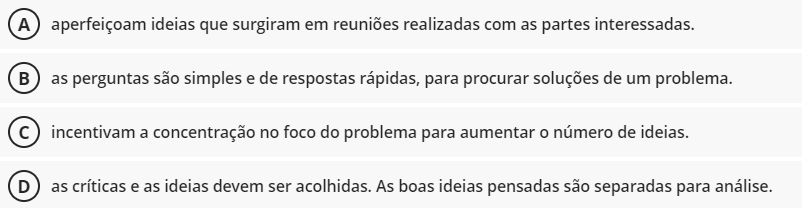 A aperfeiçoam ideias que surgiram em reuniões realizadas com as partes interessadas.
B as perguntas são simples e de respostas rápidas, para procurar soluções de um problema.
C incentivam a concentração no foco do problema para aumentar o número de ideias.
D as críticas e as ideias devem ser acolhidas. As boas ideias pensadas são separadas para análise.